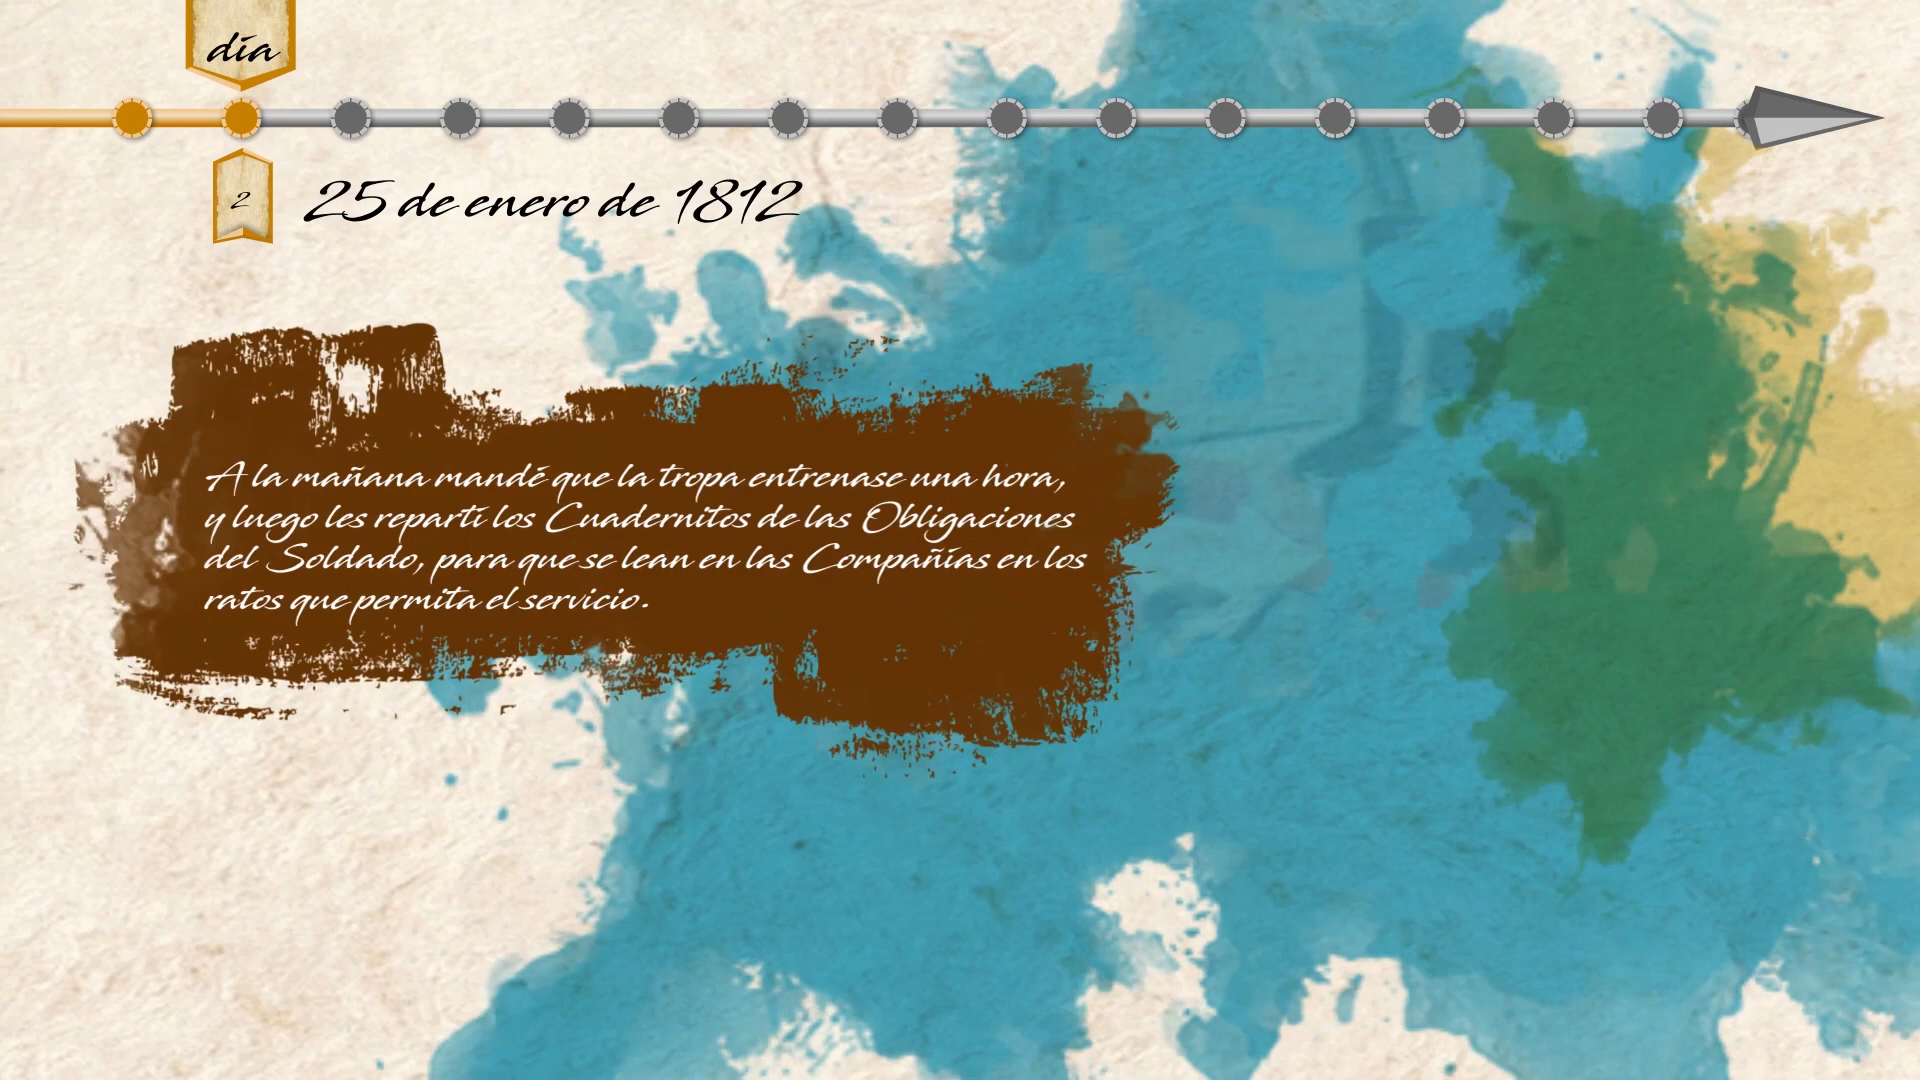 día
2
25 de enero de 1812
A la mañana mandé que la tropa entrenase una hora,
y luego les repartí los Cuadernitos de las Obligaciones
del Soldado, para que se lean en las Compañías en los
ratos que permita el servicio.